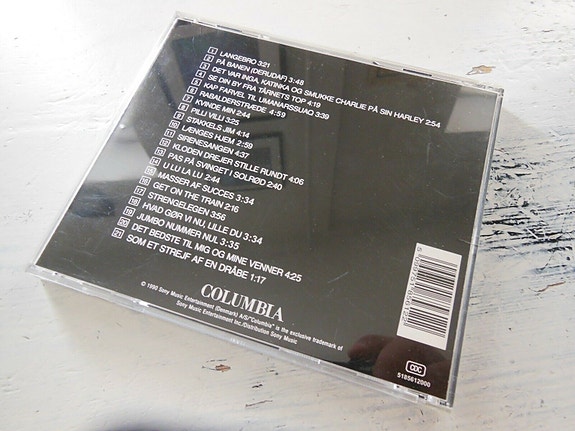 1 LANGEBRO 3:21
2 PÅ BANEN (DERUDAF) 3:48
3 DET VAR INGA, KATINKA OG SMUKKE CHARLIE PÅ SIN HARLEY 2:54
4 SE DIN BY FRA TÅRNETS TOP 4:19
5 KAP FARVEL TIL UMANARSSUAQ 3:39
6 RABALDERSTRÆDE 4:59
7 KVINDE MIN 2:44
8 PILLI VILLI 3:25
9 STAKKELS JIM 4:14
10 LÆNGES HJEM 2:59
11 SIRENESANGEN 4:37
12 KLODEN DREJER STILLE RUNDT 4:06
13 PAS PÅ SVINGET I SOLRØD 2:40
14 U LU LA LU 2:44
15 MASSER AF SUCCES 3:34
16 GET ON THE TRAIN 2:16
17 STRENGELEGEN 3:56
18 HVAD GØR VI NU, LILLE DU 3:34
19 JUMBO NUMMER NUL 3:35
20 DET BEDSTE TIL MIG OG MINE VENNER 4:25
21 SOM ET STREJF AF EN DRÅBE 1:17
COLUMBIA
© 1990 Sony Music Entertainment (Denmark) A/S/"Columbia" is the exclusive trademark of
Sony Music Entertainment Inc./Distribution Sony Music
CDC
5185612000